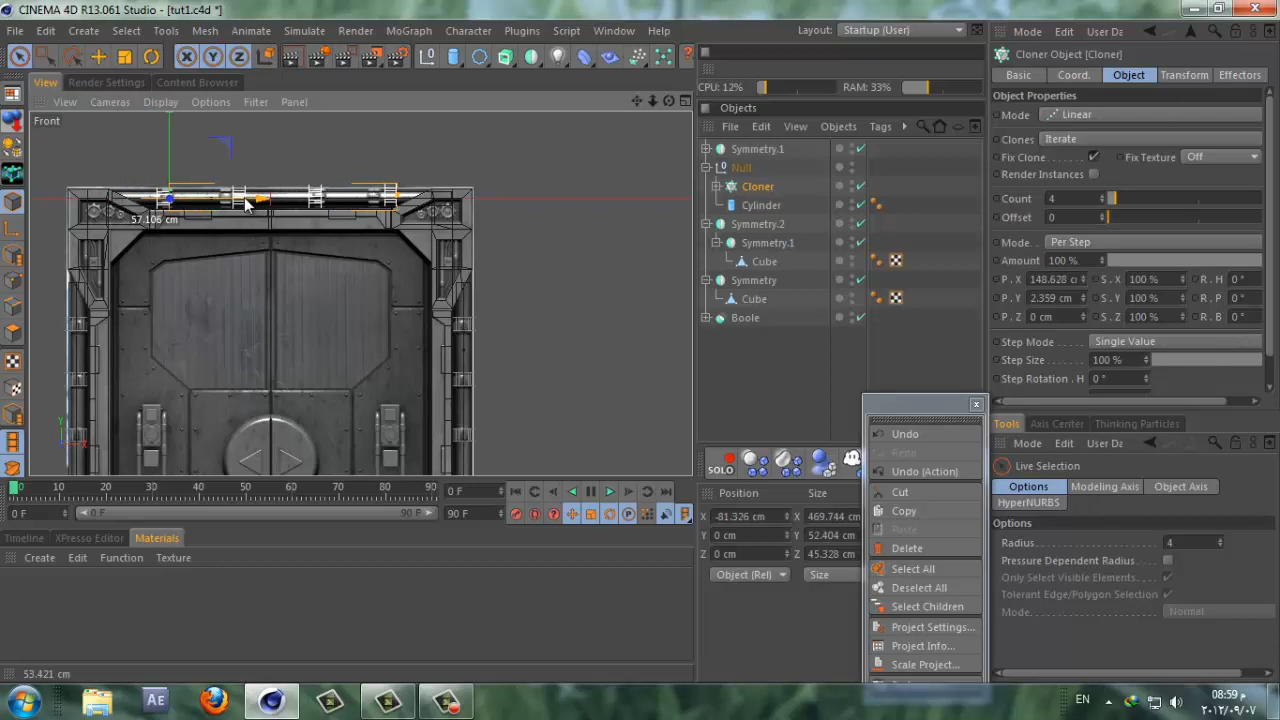 CINEMA 4D R13.061 Studio - [tut1.c4d *]
File Edit Create Select Tools Mesh Animate Simulate Render MoGraph Character Plugins Script Window Help Layout: Startup (User)
View Render Settings Content Browser
View Cameras Display Options Filter Panel
Front
57.106 cm
Y
X
0 10 20 30 40 50 60 70 80 90
0 F
0 F 0 F 90 F 90 F
Timeline XPresso Editor Materials
Create Edit Function Texture
53.421 cm
CPU: 12% RAM: 33%
Objects
File Edit View Objects Tags
Symmetry.1
Null
Cloner
Cylinder
Symmetry.2
Symmetry.1
Cube
Symmetry
Cube
Boole
SOLO
Position Size
X -81.326 cm X 469.744 cm
Y 0 cm Y 52.404 cm
Z 0 cm Z 45.328 cm
Object (Rel) Size
Undo
Redo
Undo (Action)
Cut
Copy
Paste
Delete
Select All
Deselect All
Select Children
Project Settings...
Project Info...
Scale Project...
Mode Edit User Da
Cloner Object [Cloner]
Basic Coord. Object Transform Effectors
Object Properties
Mode Linear
Clones Iterate
Fix Clone Fix Texture Off
Render Instances
Count 4
Offset 0
Mode Per Step
Amount 100 %
P . X 148.628 cm S . X 100 % R . H 0 °
P . Y 2.359 cm S . Y 100 % R . P 0 °
P . Z 0 cm S . Z 100 % R . B 0 °
Step Mode Single Value
Step Size 100 %
Step Rotation . H 0 °
Tools Axis Center Thinking Particles
Mode Edit User Da
Live Selection
Options Modeling Axis Object Axis
HyperNURBS
Options
Radius 4
Pressure Dependent Radius
Only Select Visible Elements
Tolerant Edge/Polygon Selection
Mode Normal
Ae
EN
08:59 م
٢٠١٢/٠٩/٠٧